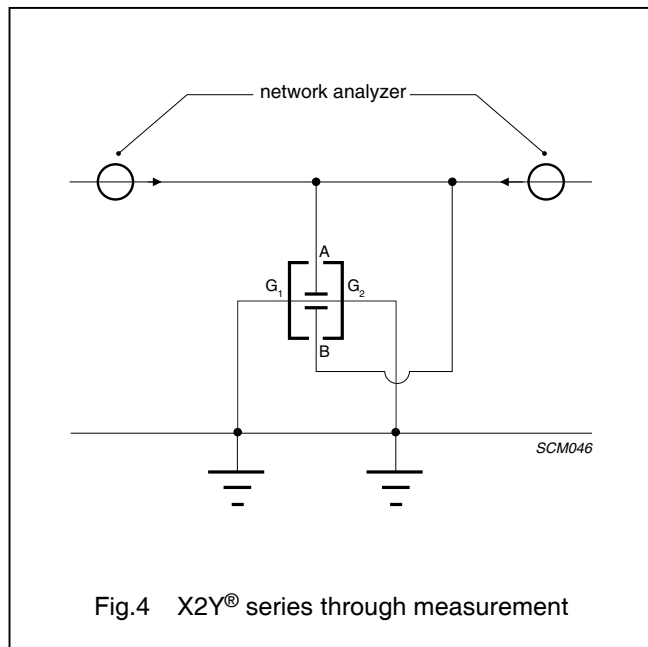 network analyzer
A
G1 G2
B
SCM046
Fig.4 X2Y® series through measurement